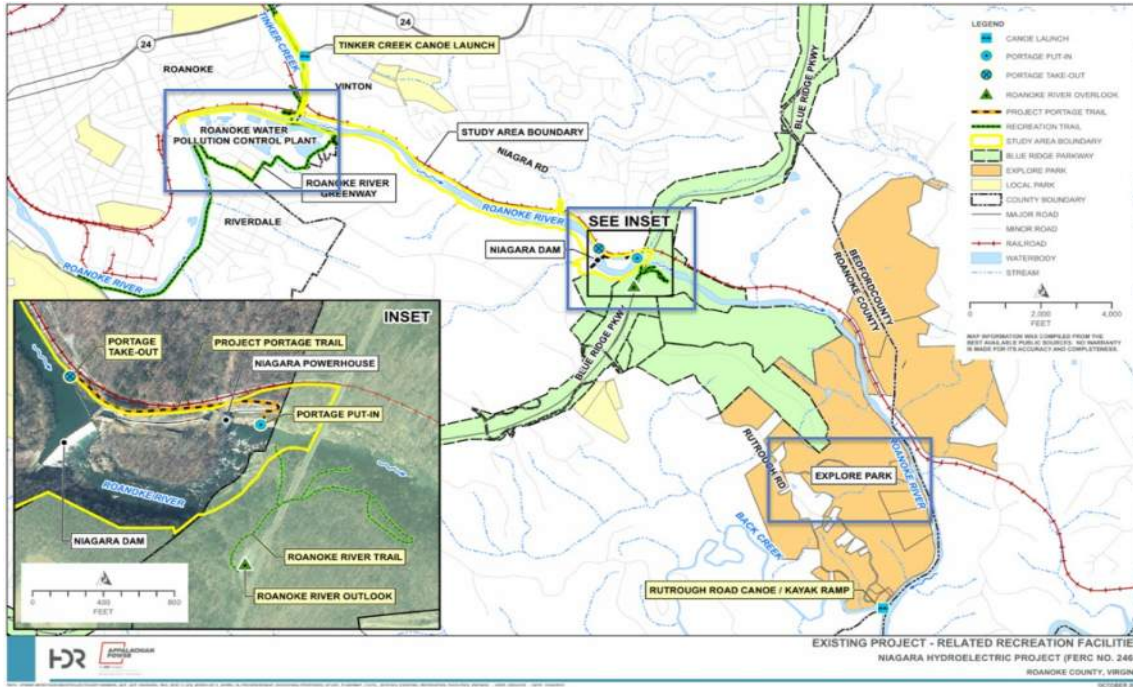 24
24
TINKER CREEK CANOE LAUNCH
TINKER CREEK
ROANOKE
VINTON
ROANOKE WATER
POLLUTION CONTROL PLANT
STUDY AREA BOUNDARY
NIAGRA RD
ROANOKE RIVER
GREENWAY
RIVERDALE
ROANOKE RIVER
ROANOKE RIVER
SEE INSET
NIAGARA DAM
BLUE RIDGE PKWY
BLUE RIDGE PKWY
BEDFORDCOUNTY
ROANOKE COUNTY
RUTROUGH RD
EXPLORE PARK
ROANOKE RIVER
BACK CREEK
RUTROUGH ROAD CANOE / KAYAK RAMP
LEGEND
CANOE LAUNCH
PORTAGE PUT-IN
PORTAGE TAKE-OUT
ROANOKE RIVER OVERLOOK
PROJECT PORTAGE TRAIL
RECREATION TRAIL
STUDY AREA BOUNDARY
BLUE RIDGE PARKWAY
EXPLORE PARK
LOCAL PARK
COUNTY BOUNDARY
MAJOR ROAD
MINOR ROAD
RAILROAD
WATERBODY
STREAM
0 2,000 4,000
FEET
MAP INFORMATION WAS COMPILED FROM THE
BEST AVAILABLE PUBLIC SOURCES. NO WARRANTY
IS MADE FOR ITS ACCURACY AND COMPLETENESS.
INSET
PORTAGE
TAKE-OUT
PROJECT PORTAGE TRAIL
NIAGARA POWERHOUSE
PORTAGE PUT-IN
ROANOKE RIVER
NIAGARA DAM
ROANOKE RIVER TRAIL
ROANOKE RIVER OUTLOOK
0 400 800
FEET
HDR
APPALACHIAN
POWER
EXISTING PROJECT - RELATED RECREATION FACILITIE
NIAGARA HYDROELECTRIC PROJECT (FERC NO. 246
ROANOKE COUNTY, VIRGIN